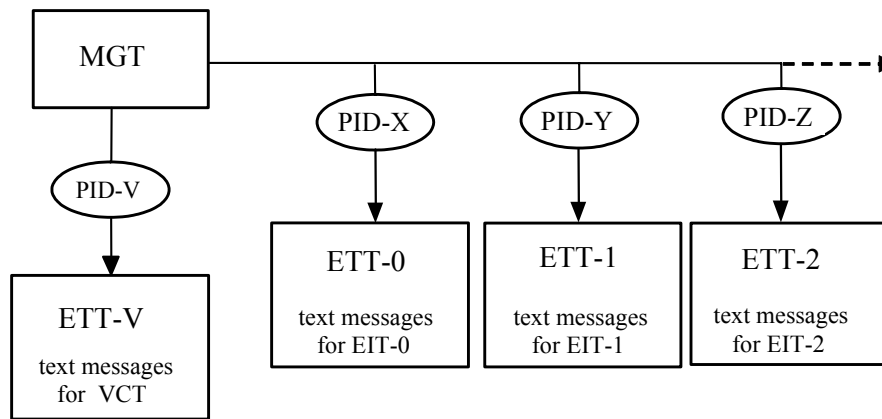 MGT
PID-V
ETT-V
text messages
for VCT
PID-X
ETT-0
text messages
for EIT-0
PID-Y
ETT-1
text messages
for EIT-1
PID-Z
ETT-2
text messages
for EIT-2